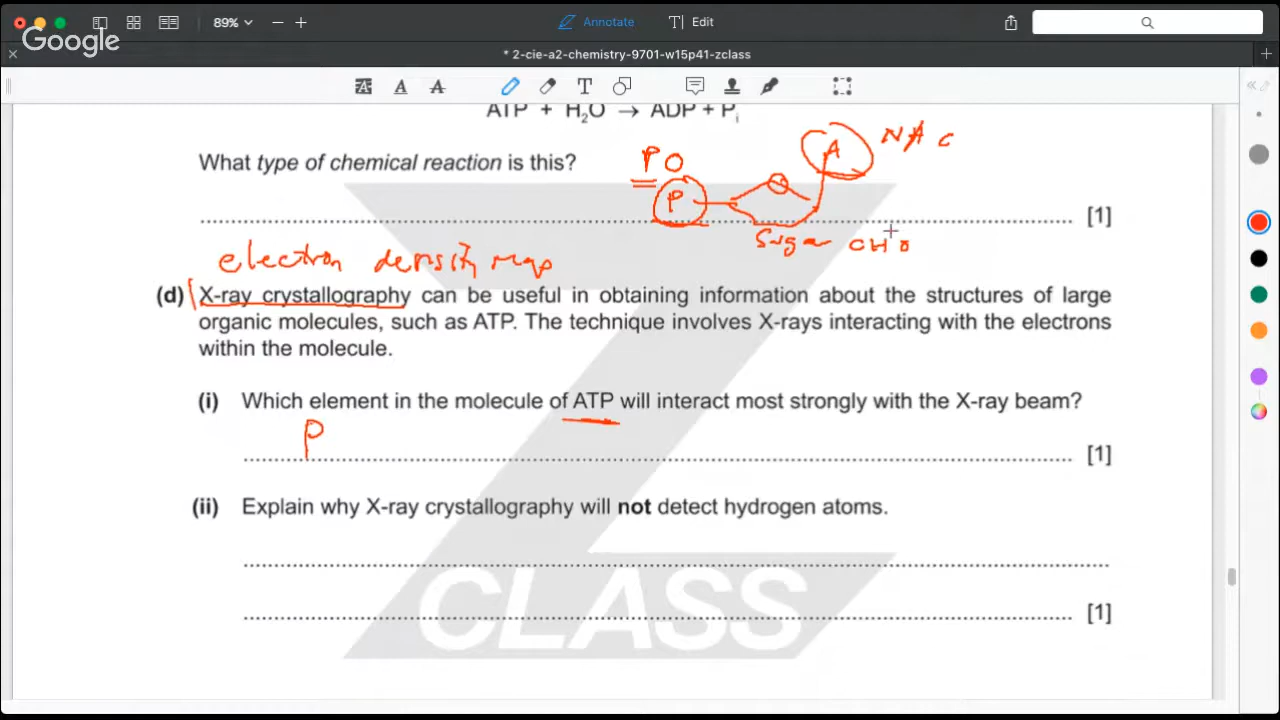 89%
Annotate
Edit
Google
* 2-cie-a2-chemistry-9701-w15p41-zclass
ATP + H2O → ADP + Pi
What type of chemical reaction is this?
P O
A
N A C
P
[1]
Sugar CHO
electron density map
(d) X-ray crystallography can be useful in obtaining information about the structures of large
organic molecules, such as ATP. The technique involves X-rays interacting with the electrons
within the molecule.
(i) Which element in the molecule of ATP will interact most strongly with the X-ray beam?
P
[1]
(ii) Explain why X-ray crystallography will not detect hydrogen atoms.
[1]
CLASS